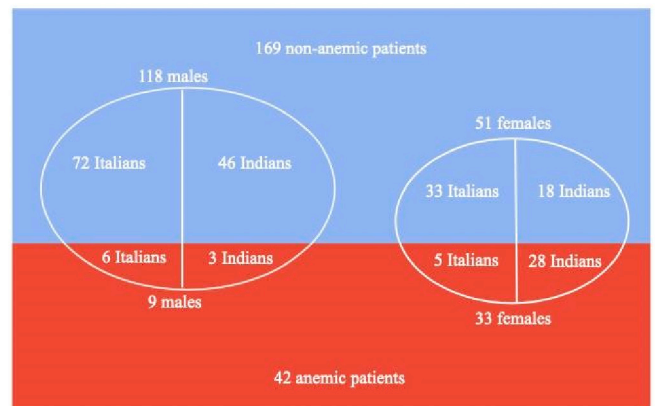 169 non-anemic patients
118 males
51 females
72 Italians
46 Indians
33 Italians
18 Indians
6 Italians
3 Indians
5 Italians
28 Indians
9 males
33 females
42 anemic patients